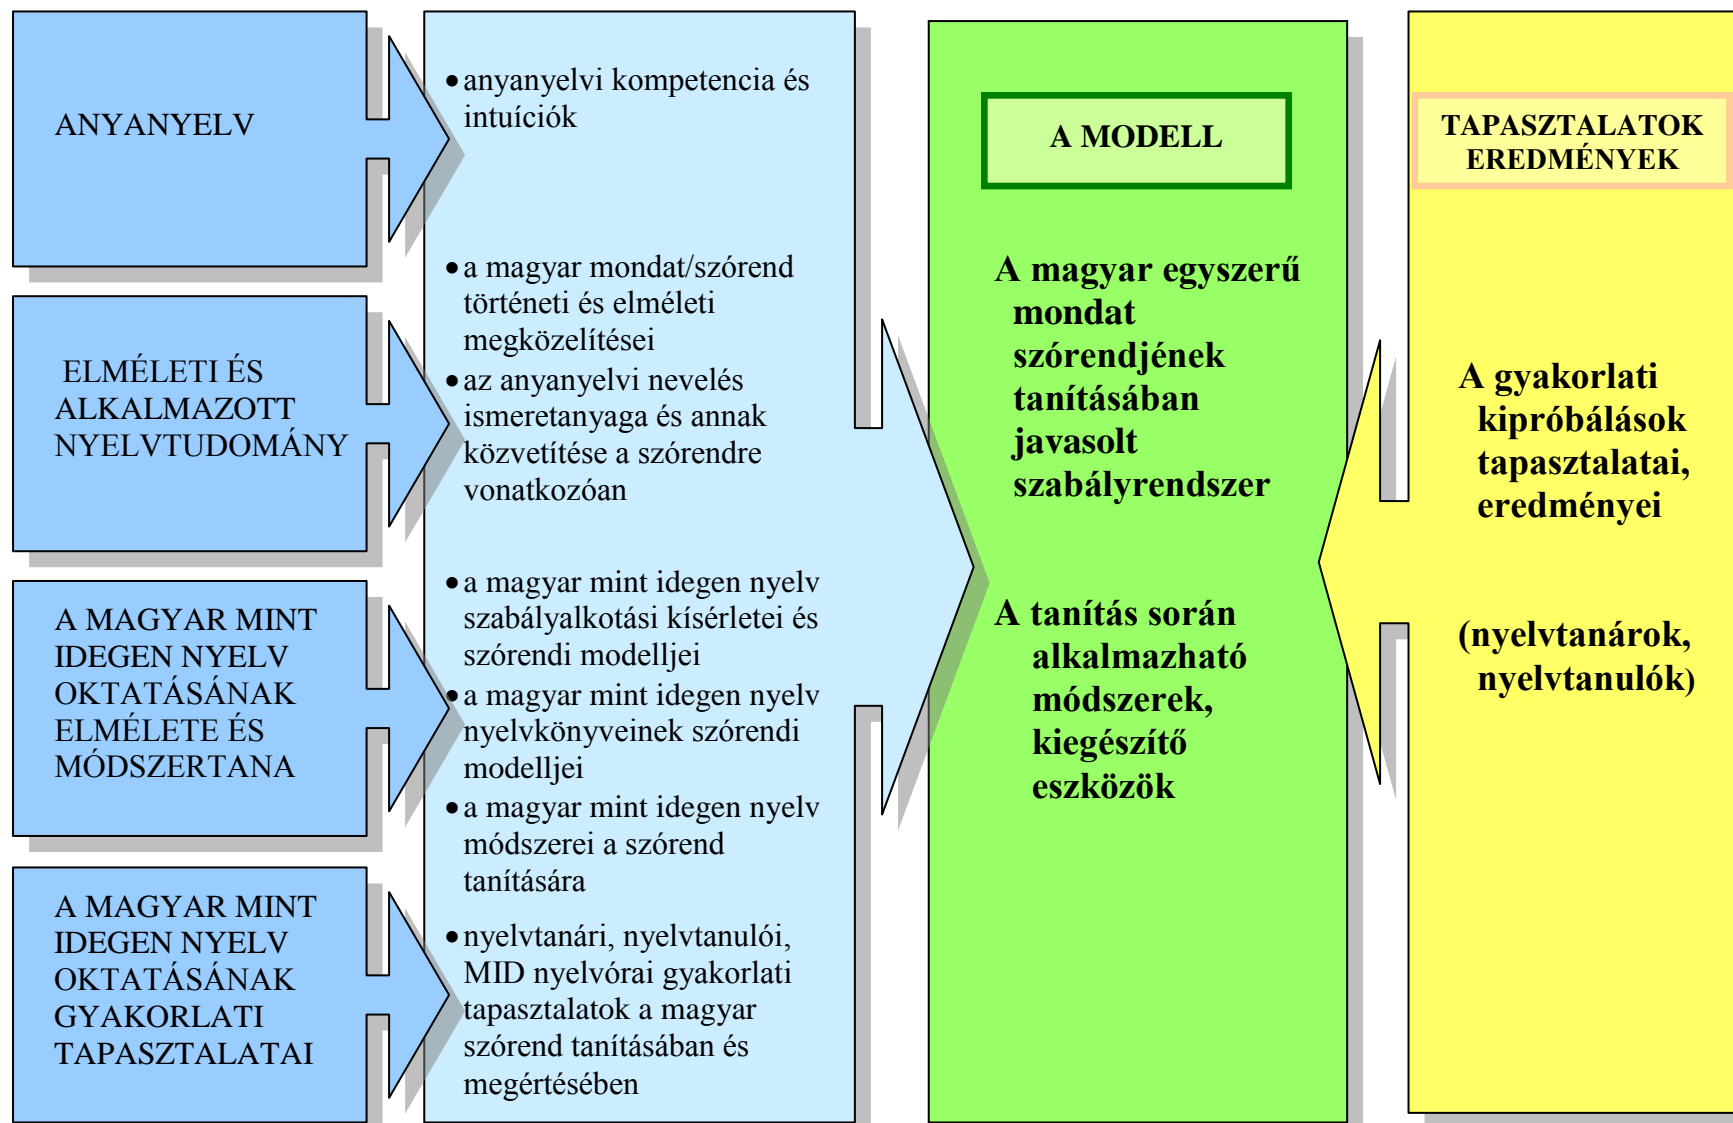 ANYANYELV
ELMÉLETI ÉS
ALKALMAZOTT
NYELVTUDOMÁNY
A MAGYAR MINT
IDEGEN NYELV
OKTATÁSÁNAK
ELMÉLETE ÉS
MÓDSZERTANA
A MAGYAR MINT
IDEGEN NYELV
OKTATÁSÁNAK
GYAKORLATI
TAPASZTALATAI
•anyanyelvi kompetencia és
intuíciók
•a magyar mondat/szórend
történeti és elméleti
megközelítései
•az anyanyelvi nevelés
ismeretanyaga és annak
közvetítése a szórendre
vonatkozóan
•a magyar mint idegen nyelv
szabályalkotási kísérletei és
szórendi modelljei
•a magyar mint idegen nyelv
nyelvkönyveinek szórendi
modelljei
•a magyar mint idegen nyelv
módszerei a szórend
tanítására
•nyelvtanári, nyelvtanulói,
MID nyelvórai gyakorlati
tapasztalatok a magyar
szórend tanításában és
megértésében
A MODELL
A magyar egyszerű
mondat
szórendjének
tanításában
javasolt
szabályrendszer
A tanítás során
alkalmazható
módszerek,
kiegészítő
eszközök
TAPASZTALATOK
EREDMÉNYEK
A gyakorlati
kipróbálások
tapasztalatai,
eredményei
(nyelvtanárok,
nyelvtanulók)